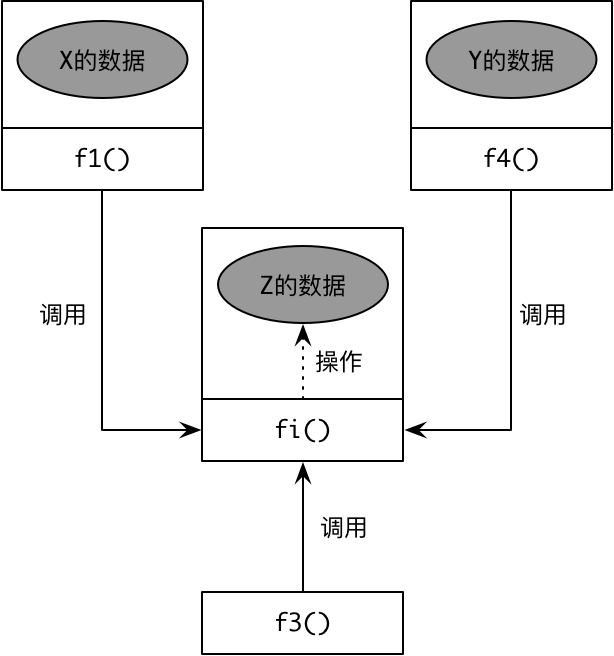 X的数据
Y的数据
f1()
f4()
Z的数据
调用
调用
操作
fi()
调用
f3()